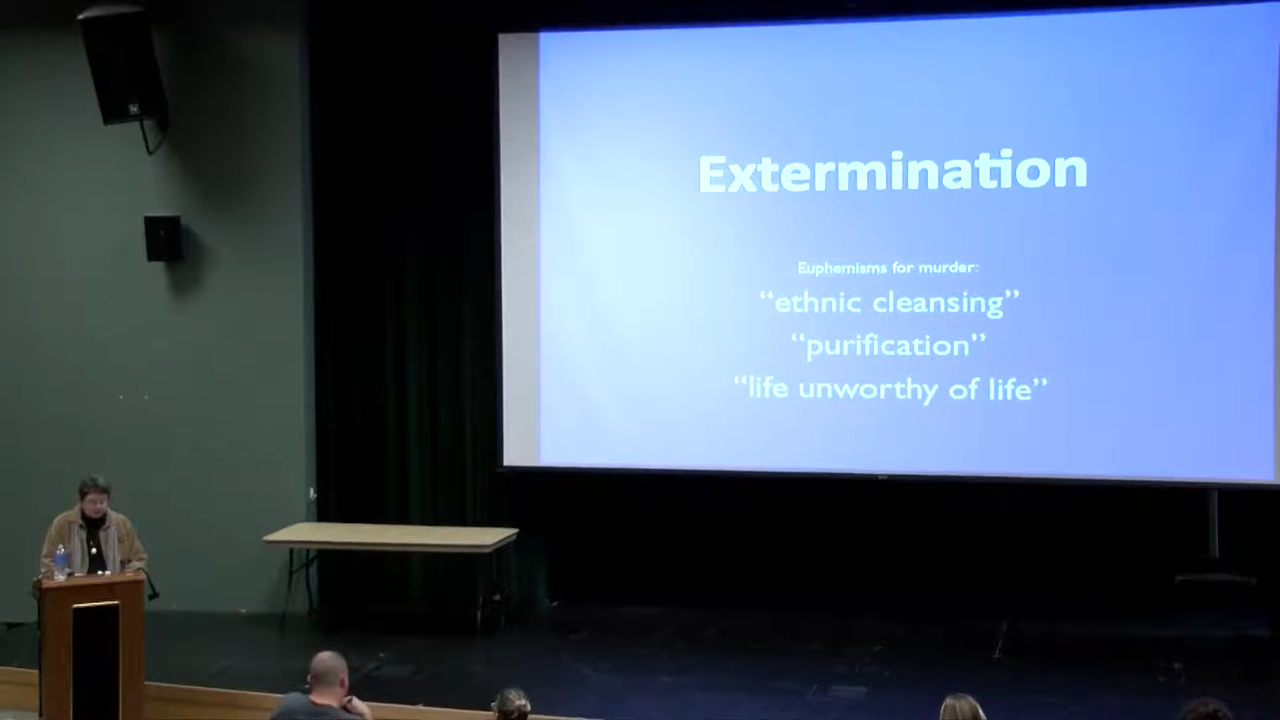 Extermination
Euphemisms for murder:
“ethnic cleansing”
“purification”
“life unworthy of life”